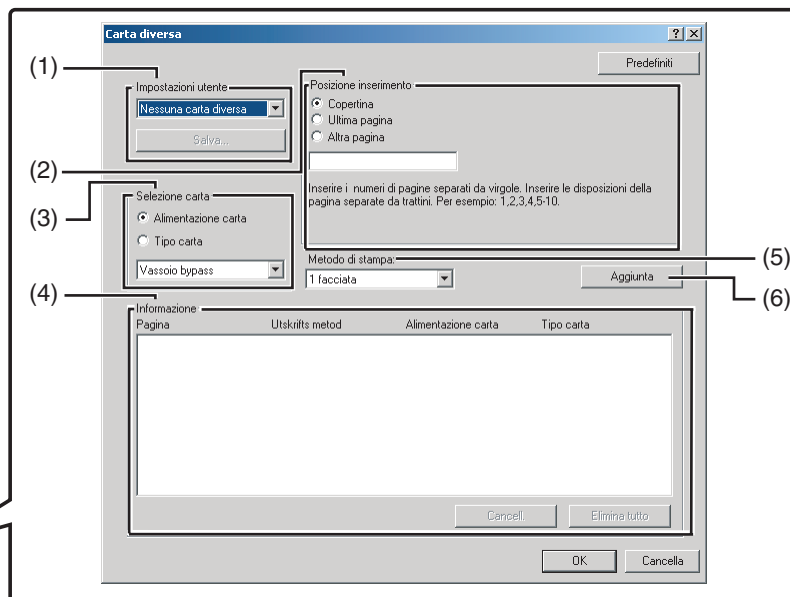 Carta diversa
(1)
Predefiniti
Impostazioni utente
Nessuna carta diversa
Salva...
(2)
Posizione inserimento
Copertina
Ultima pagina
Altra pagina
Inserire i numeri di pagine separati da virgole. Inserire le disposizioni della
pagina separate da trattini. Per esempio: 1,2,3,4,5-10.
(3)
Selezione carta
Alimentazione carta
Tipo carta
Vassoio bypass
Metodo di stampa:
1 facciata
(5)
Aggiunta
(6)
(4)
Informazione
Pagina Utskrifts metod Alimentazione carta Tipo carta
Cancell. Elimina tutto
OK Cancella